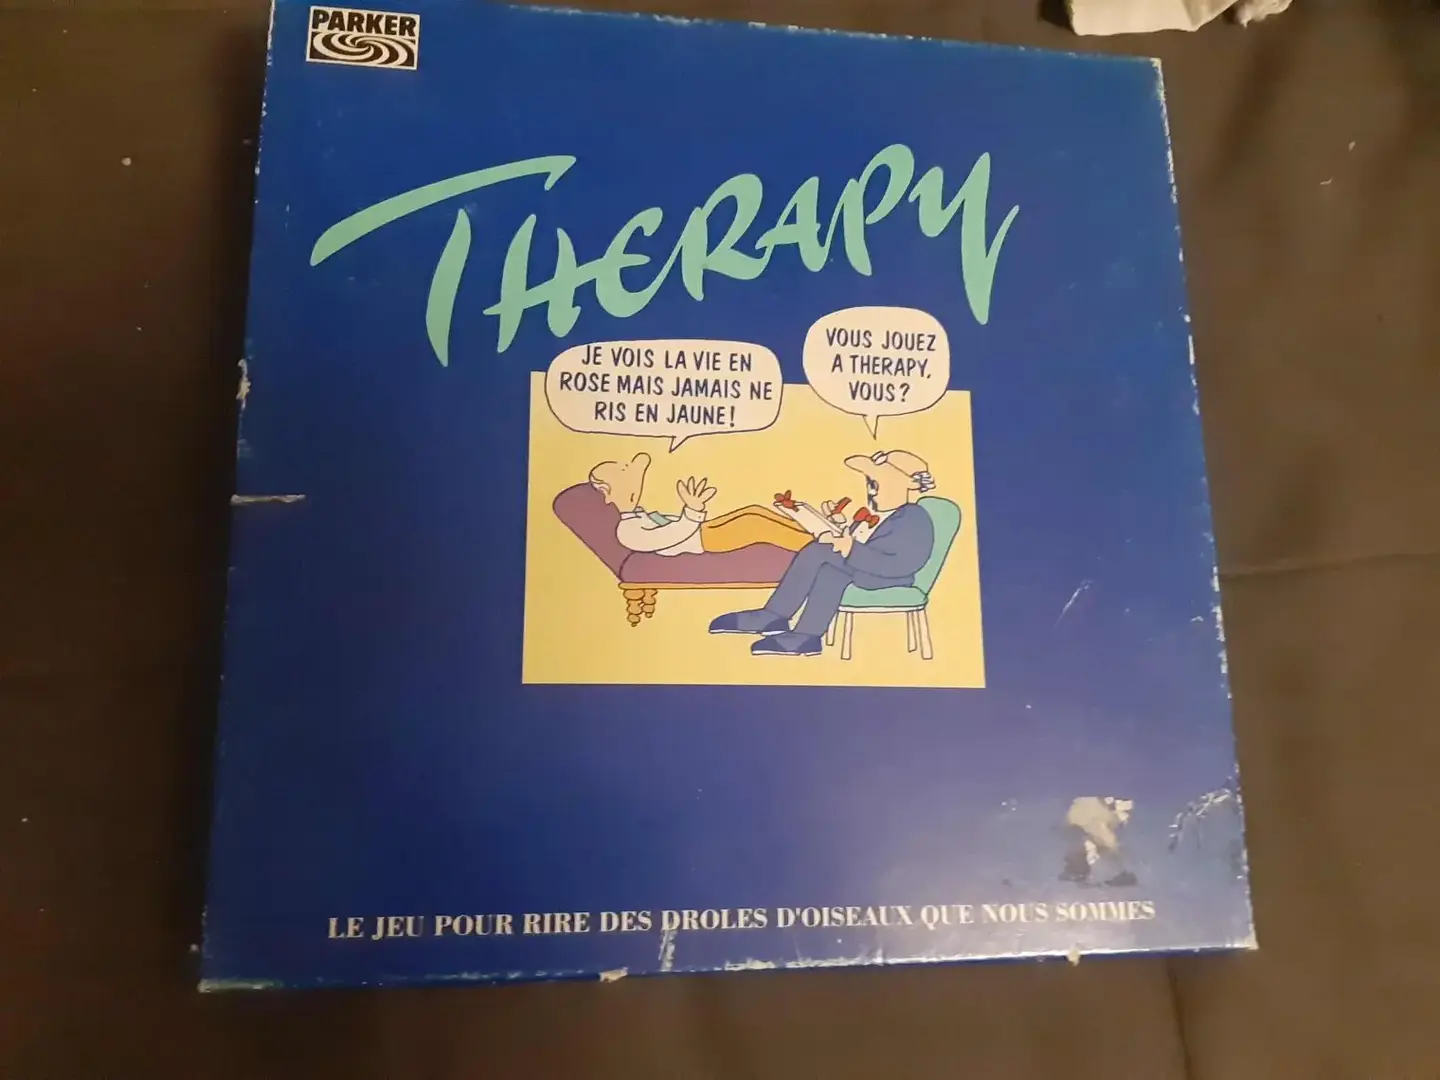 PARKER
THERAPY
JE VOIS LA VIE EN
ROSE MAIS JAMAIS NE
RIS EN JAUNE!
VOUS JOUEZ
A THERAPY,
VOUS?
LE JEU POUR RIRE DES DROLES D'OISEAUX QUE NOUS SOMMES